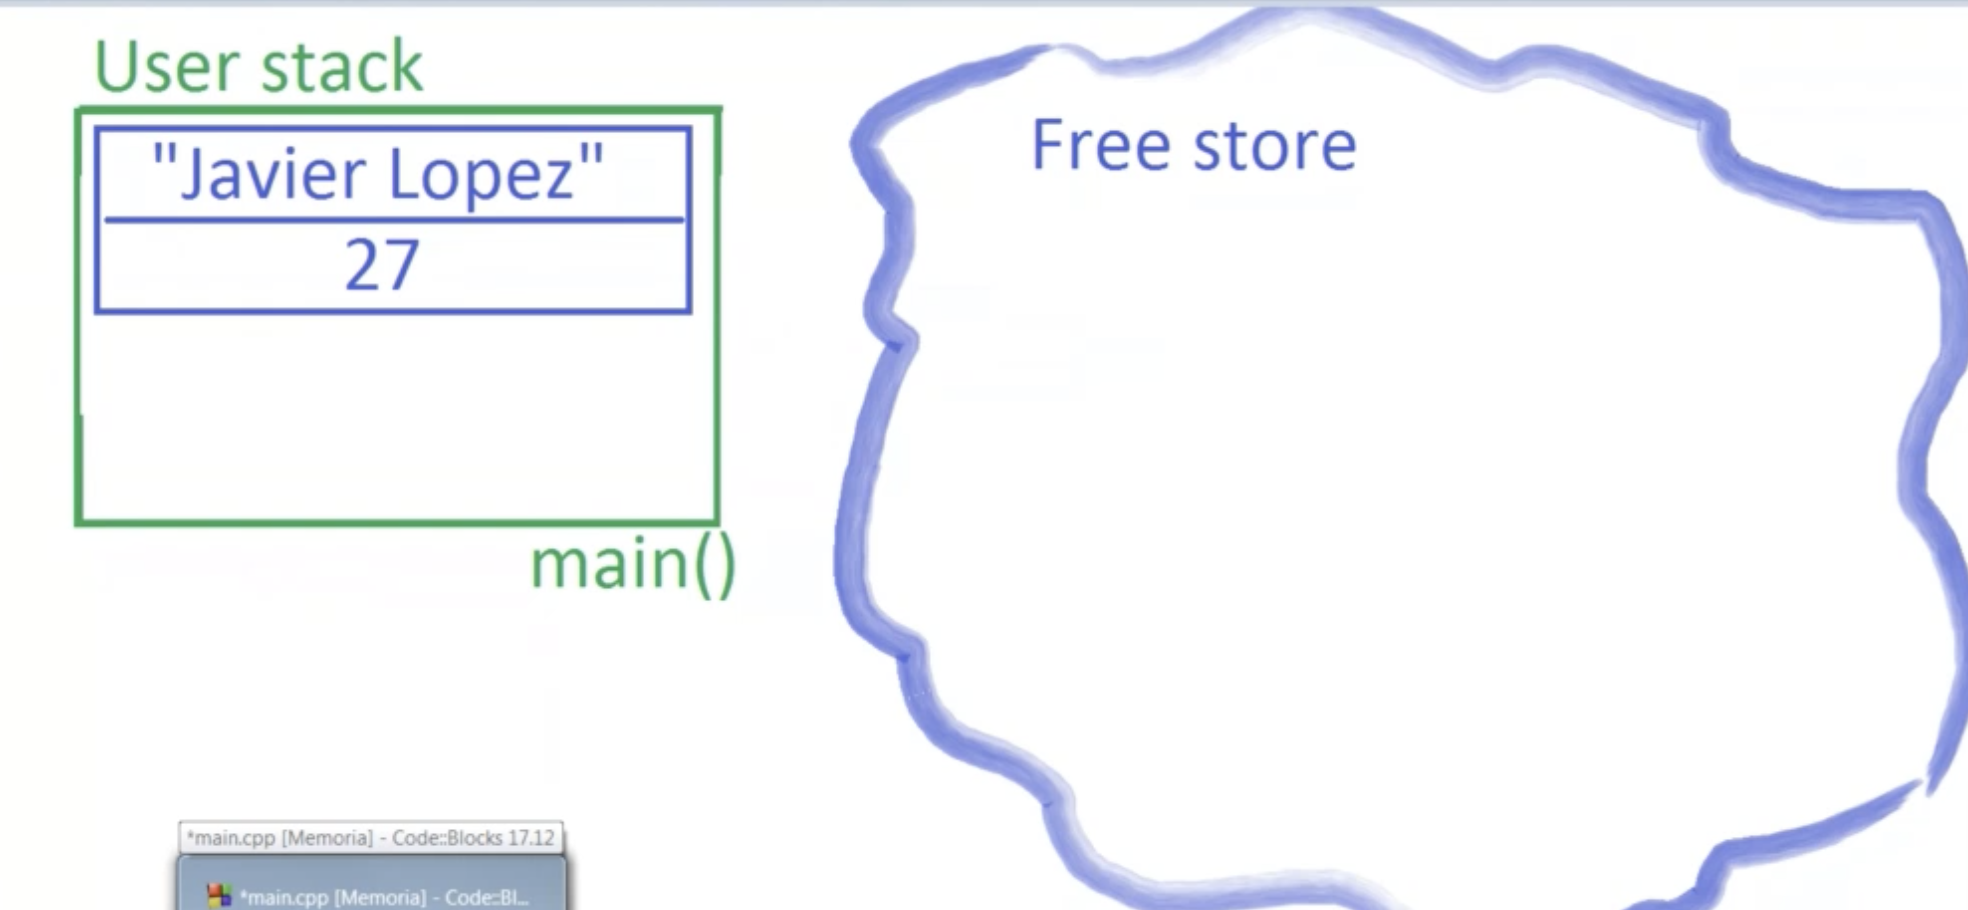 User stack
"Javier Lopez"
27
main()
Free store
*main.cpp [Memoria] - Code::Blocks 17.12
*main.cpp [Memoria] - Code::Bl...